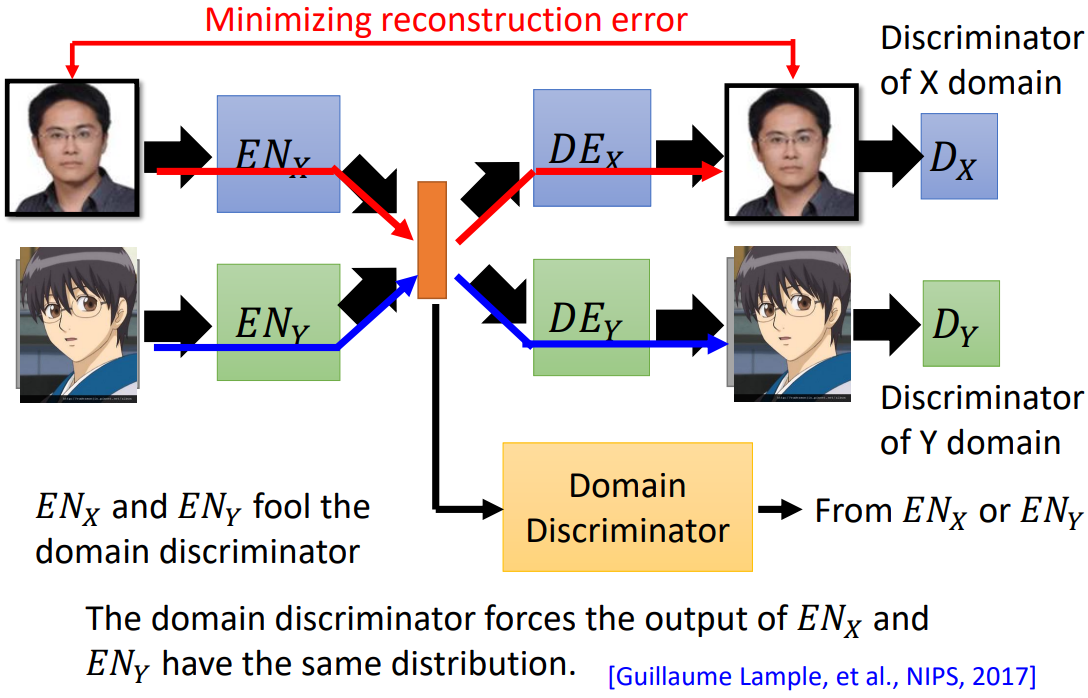 Minimizing reconstruction error
Discriminator
of X domain
EN_X
DE_X
D_X
EN_Y
DE_Y
D_Y
Discriminator
of Y domain
EN_X and EN_Y fool the
domain discriminator
Domain
Discriminator
From EN_X or EN_Y
The domain discriminator forces the output of EN_X and
EN_Y have the same distribution.
[Guillaume Lample, et al., NIPS, 2017]